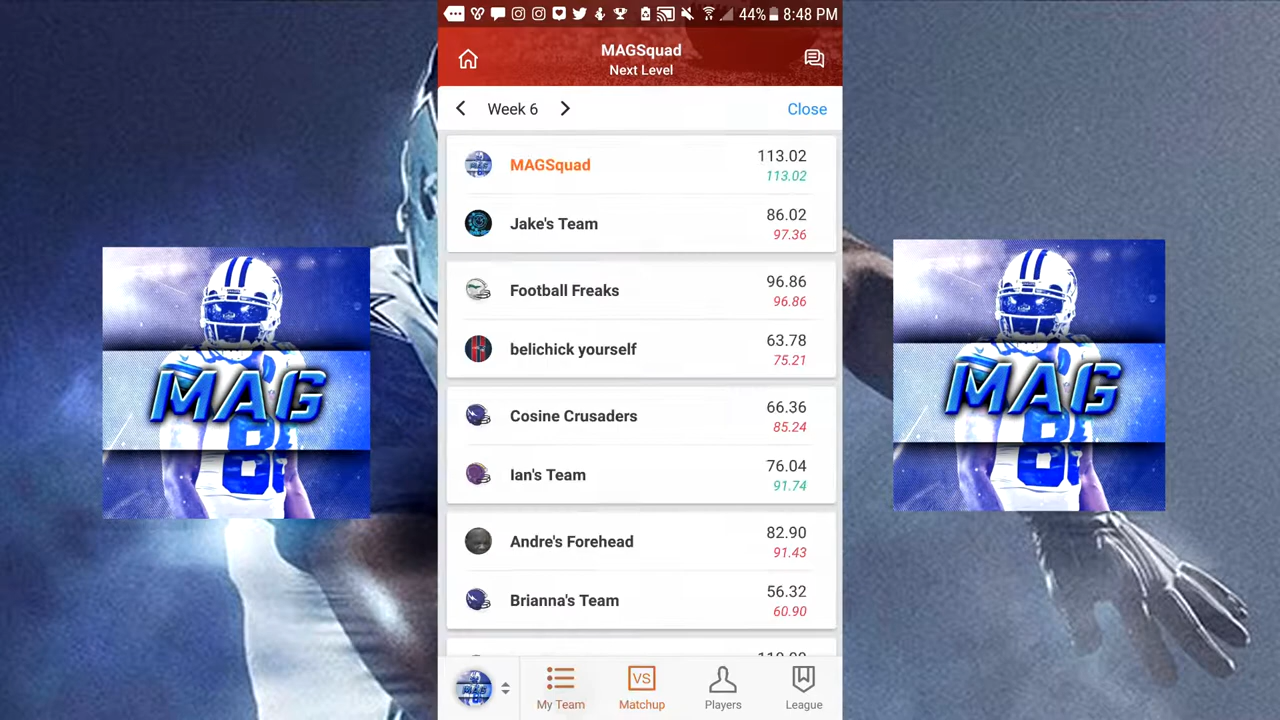 44% 8:48 PM
MAGSquad
Next Level
Week 6 Close
MAGSquad 113.02
113.02
Jake's Team 86.02
97.36
Football Freaks 96.86
96.86
belichick yourself 63.78
75.21
Cosine Crusaders 66.36
85.24
Ian's Team 76.04
91.74
Andre's Forehead 82.90
91.43
Brianna's Team 56.32
60.90
MAG
MAG
MAG
VS
My Team Matchup Players League